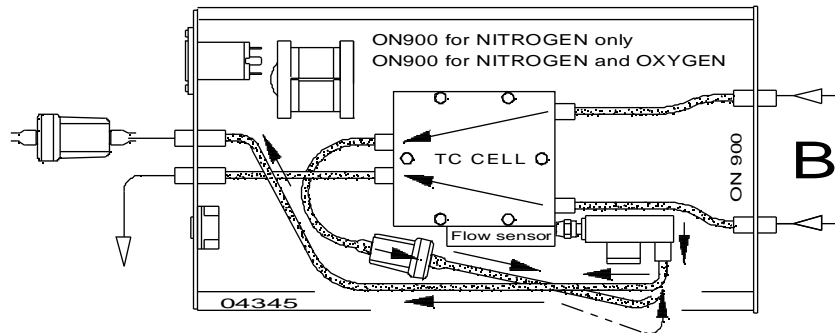 ON900 for NITROGEN only
ON900 for NITROGEN and OXYGEN
TC CELL
ON 900
B
Flow sensor
04345